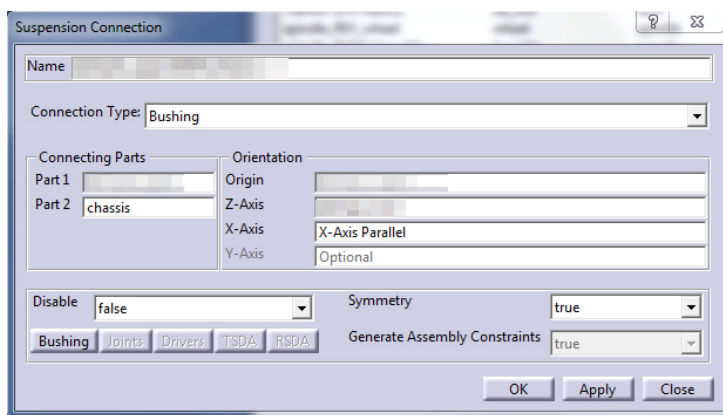 Suspension Connection
Name
Connection Type: Bushing
Connecting Parts
Part 1
Part 2 chassis
Orientation
Origin
Z-Axis
X-Axis X-Axis Parallel
Y-Axis Optional
Disable false
Symmetry true
Bushing Joints Drivers TSDA RSDA
Generate Assembly Constraints true
OK Apply Close